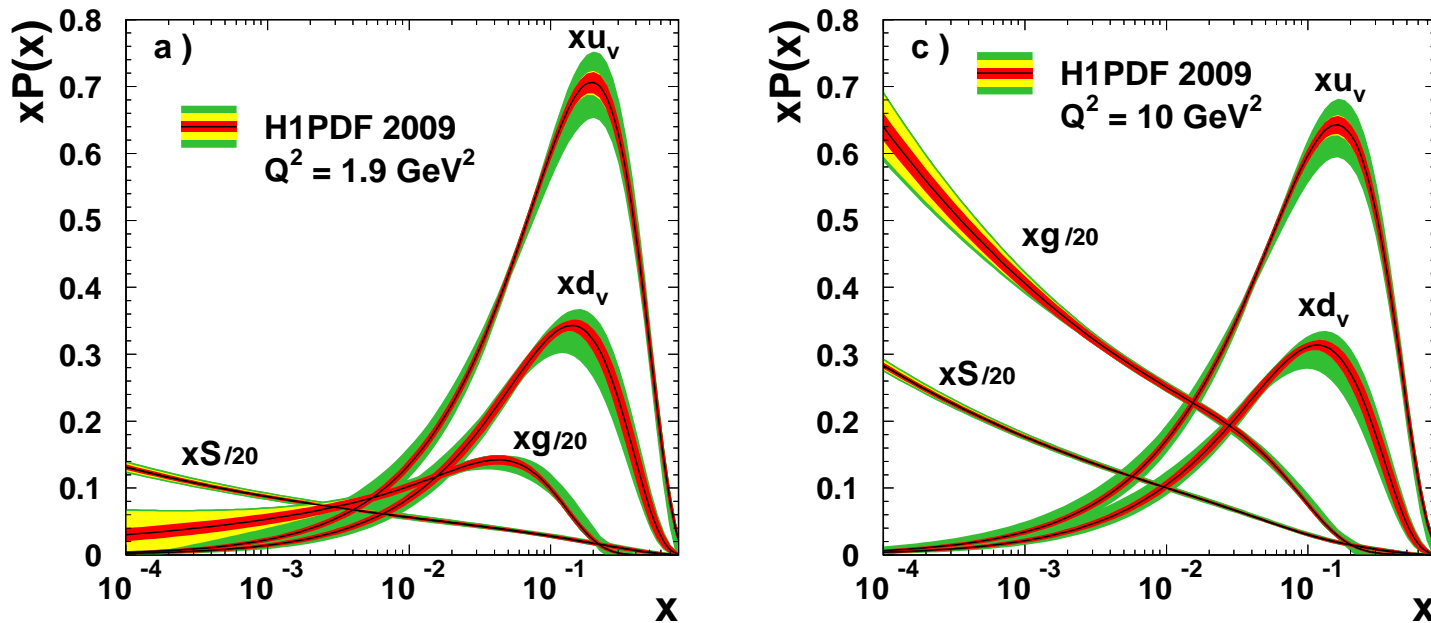 a )
H1PDF 2009
Q² = 1.9 GeV²
xP(x)
0.8
0.7
0.6
0.5
0.4
0.3
0.2
0.1
0
xu_v
xd_v
xg/20
xS/20
10⁻⁴
10⁻³
10⁻²
10⁻¹
x
c )
H1PDF 2009
Q² = 10 GeV²
xP(x)
0.8
0.7
0.6
0.5
0.4
0.3
0.2
0.1
0
xu_v
xg/20
xd_v
xS/20
10⁻⁴
10⁻³
10⁻²
10⁻¹
x